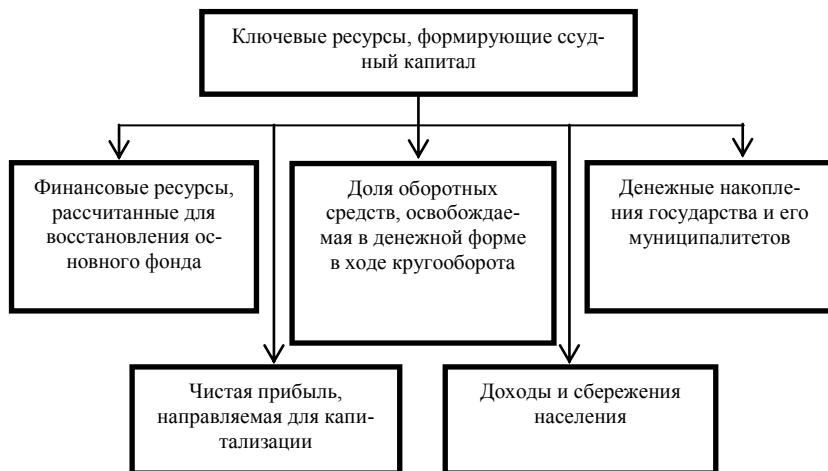 Ключевые ресурсы, формирующие ссуд-
ный капитал
Финансовые ресурсы,
рассчитанные для
восстановления ос-
новного фонда
Доля оборотных
средств, освобождае-
мая в денежной форме
в ходе кругооборота
Денежные накопле-
ния государства и его
муниципалитетов
Чистая прибыль,
направляемая для капи-
тализации
Доходы и сбережения
населения